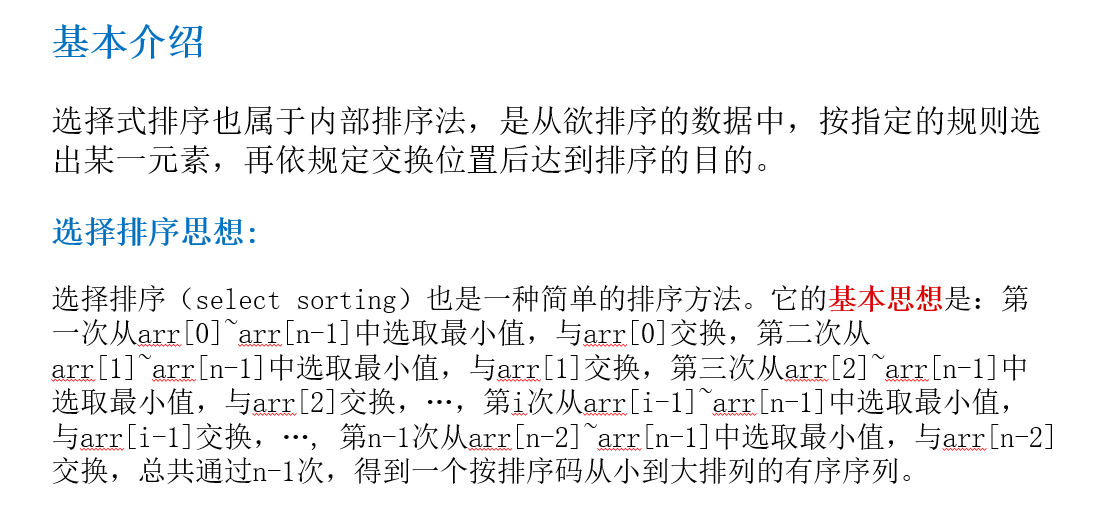 基本介绍
选择式排序也属于内部排序法，是从欲排序的数据中，按指定的规则选
出某一元素，再依规定交换位置后达到排序的目的。
选择排序思想:
选择排序（select sorting）也是一种简单的排序方法。它的基本思想是：第
一次从arr[0]~arr[n-1]中选取最小值，与arr[0]交换，第二次从
arr[1]~arr[n-1]中选取最小值，与arr[1]交换，第三次从arr[2]~arr[n-1]中
选取最小值，与arr[2]交换，…，第i次从arr[i-1]~arr[n-1]中选取最小值，
与arr[i-1]交换，…, 第n-1次从arr[n-2]~arr[n-1]中选取最小值，与arr[n-2]
交换，总共通过n-1次，得到一个按排序码从小到大排列的有序序列。